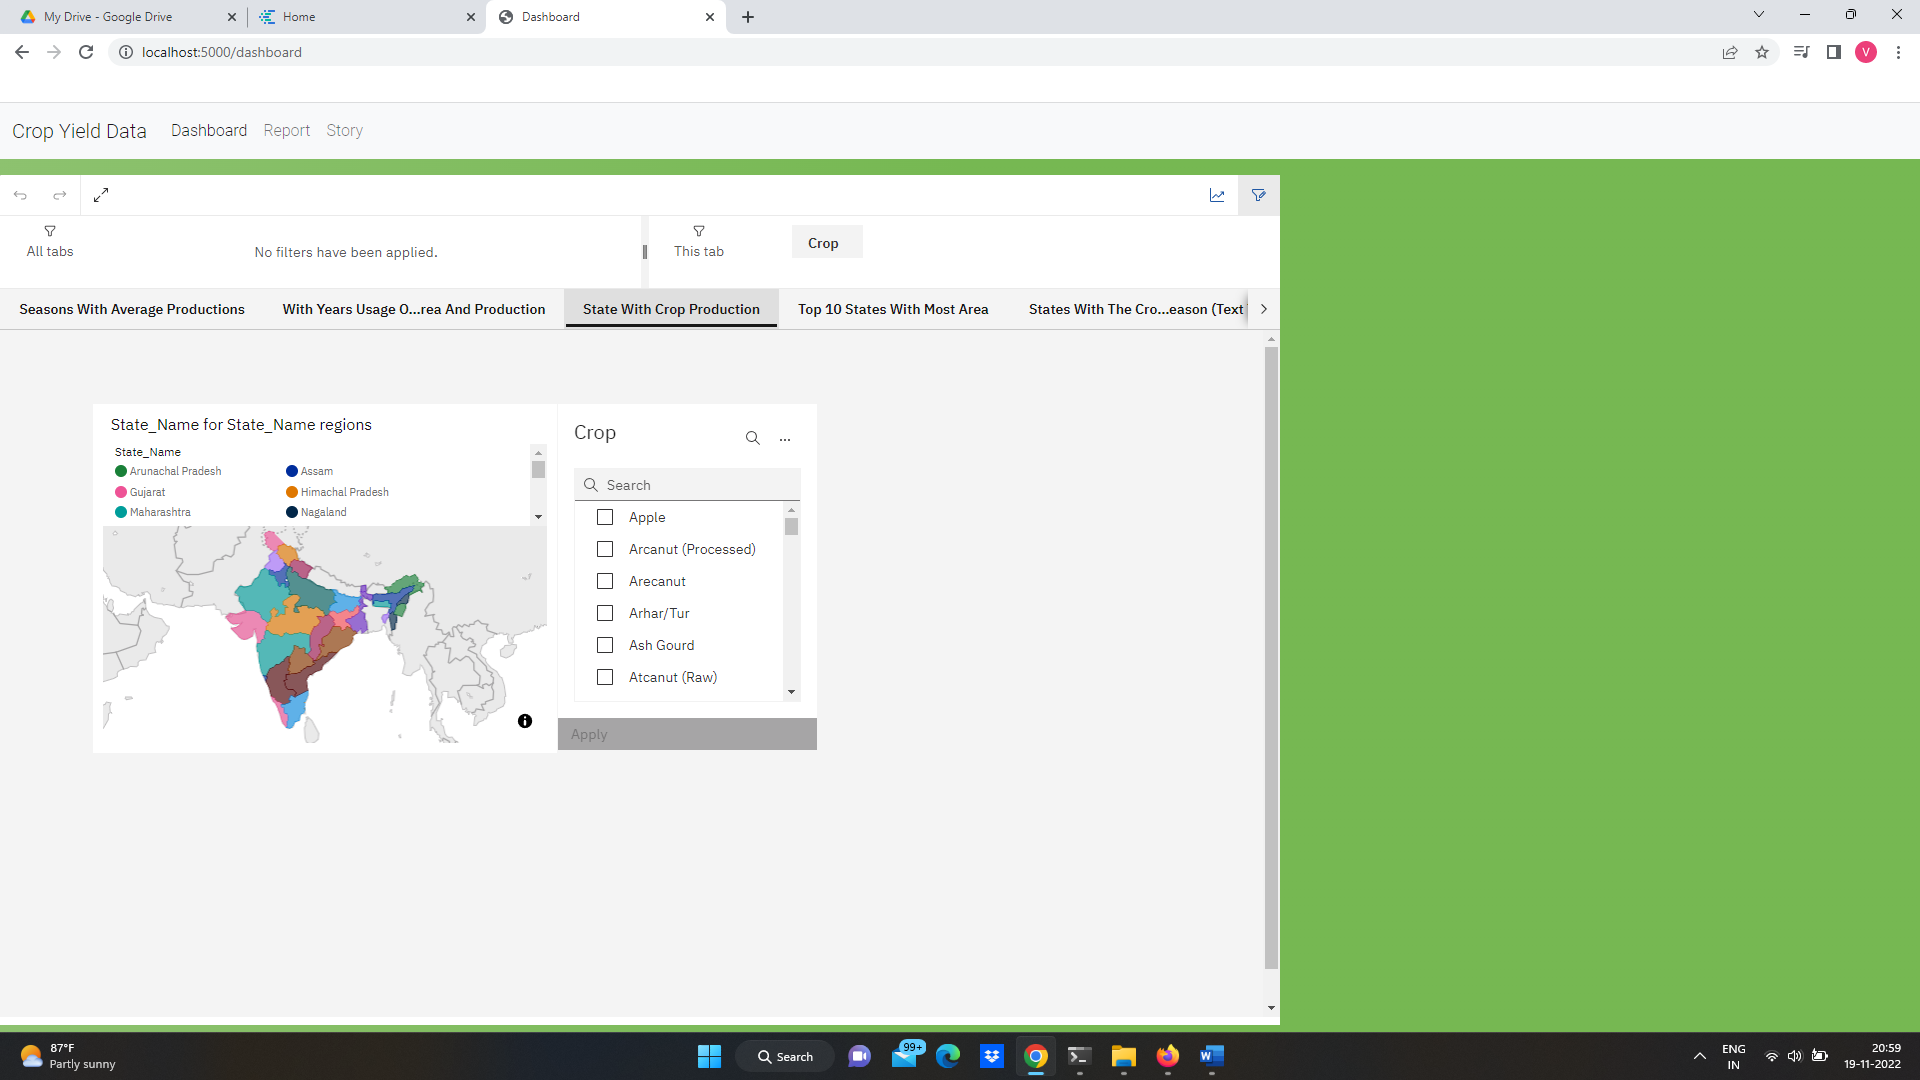 My Drive - Google Drive
Home
Dashboard
localhost:5000/dashboard
V
Crop Yield Data
Dashboard
Report
Story
All tabs
No filters have been applied.
This tab
Crop
Seasons With Average Productions
With Years Usage O...rea And Production
State With Crop Production
Top 10 States With Most Area
States With The Cro...eason (Text
State_Name for State_Name regions
State_Name
Arunachal Pradesh
Assam
Gujarat
Himachal Pradesh
Maharashtra
Nagaland
Crop
Search
Apple
Arcanut (Processed)
Arecanut
Arhar/Tur
Ash Gourd
Atcanut (Raw)
Apply
87°F
Partly sunny
Search
99+
ENG
IN
20:59
19-11-2022